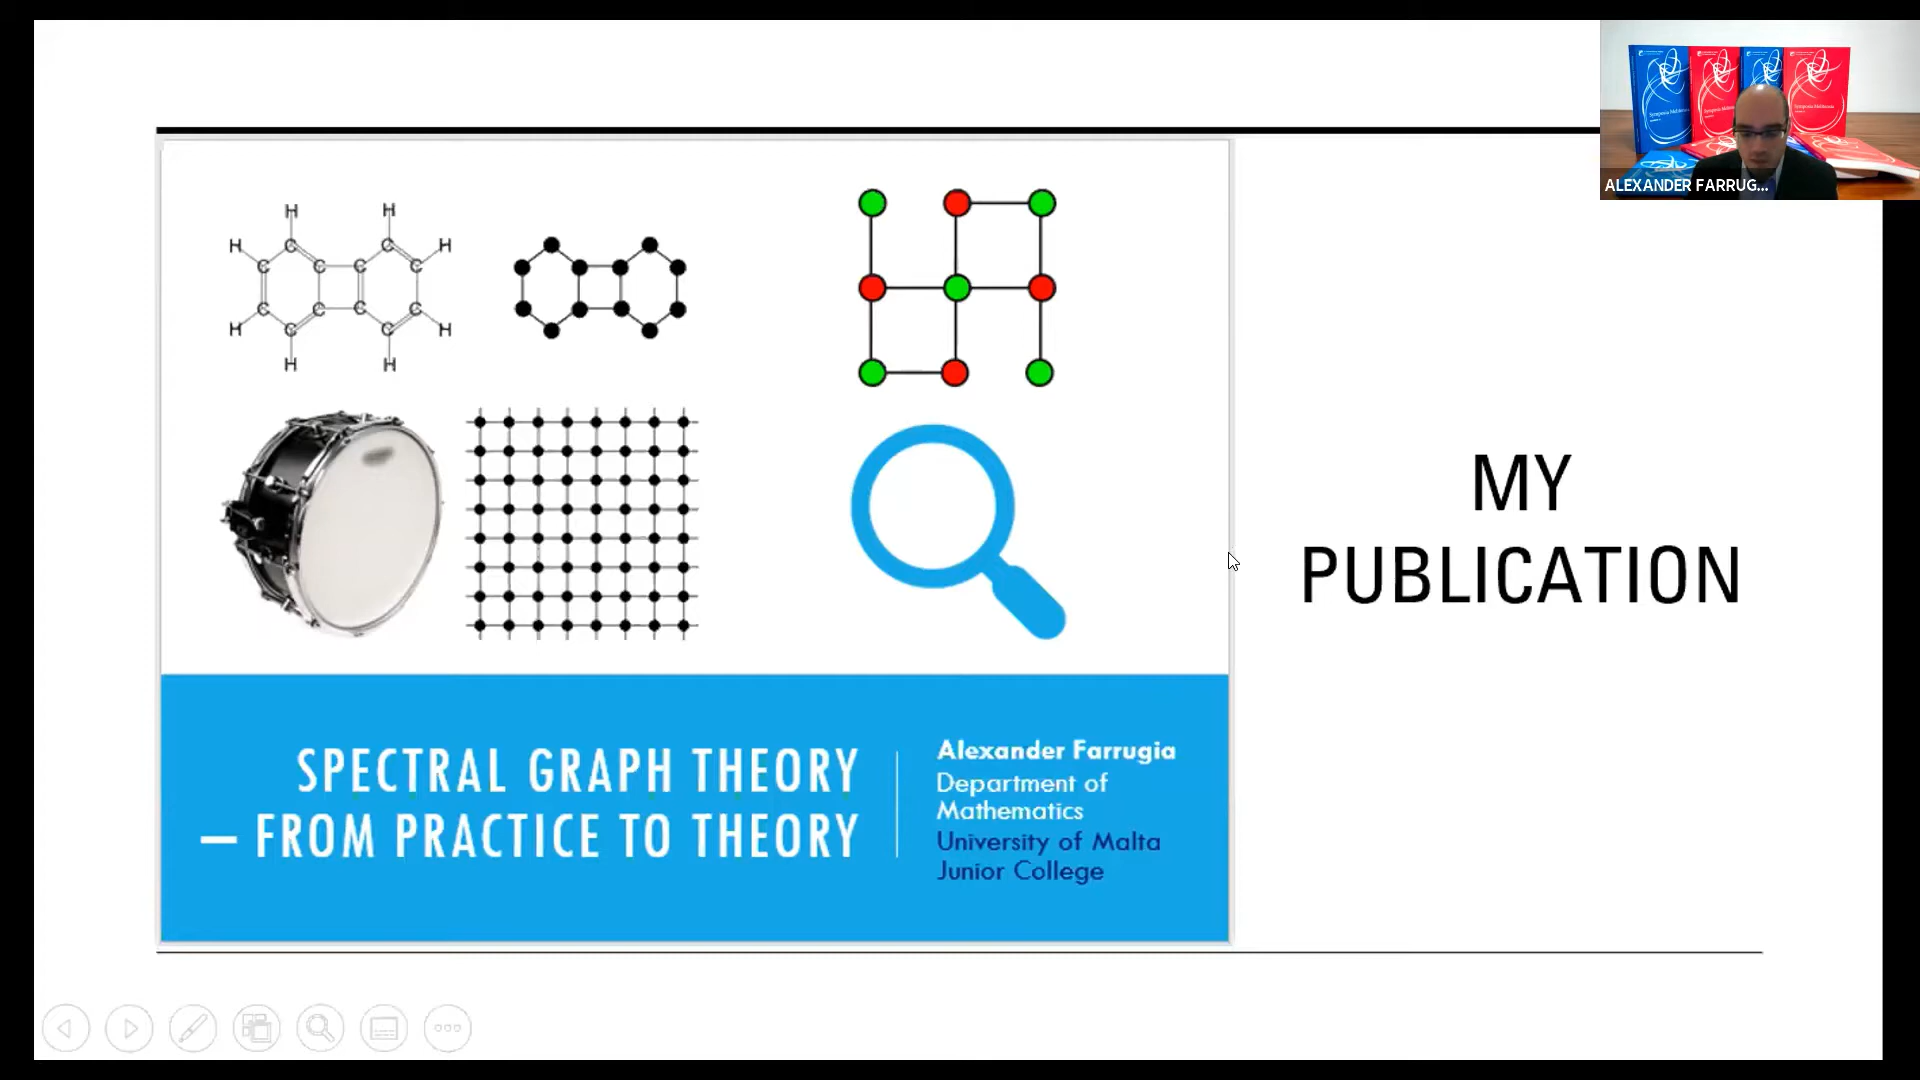 ALEXANDER FARRUG...
H H
H C C H
C C C C
C C C C
H C C H
H H
MY
PUBLICATION
SPECTRAL GRAPH THEORY
– FROM PRACTICE TO THEORY
Alexander Farrugia
Department of
Mathematics
University of Malta
Junior College